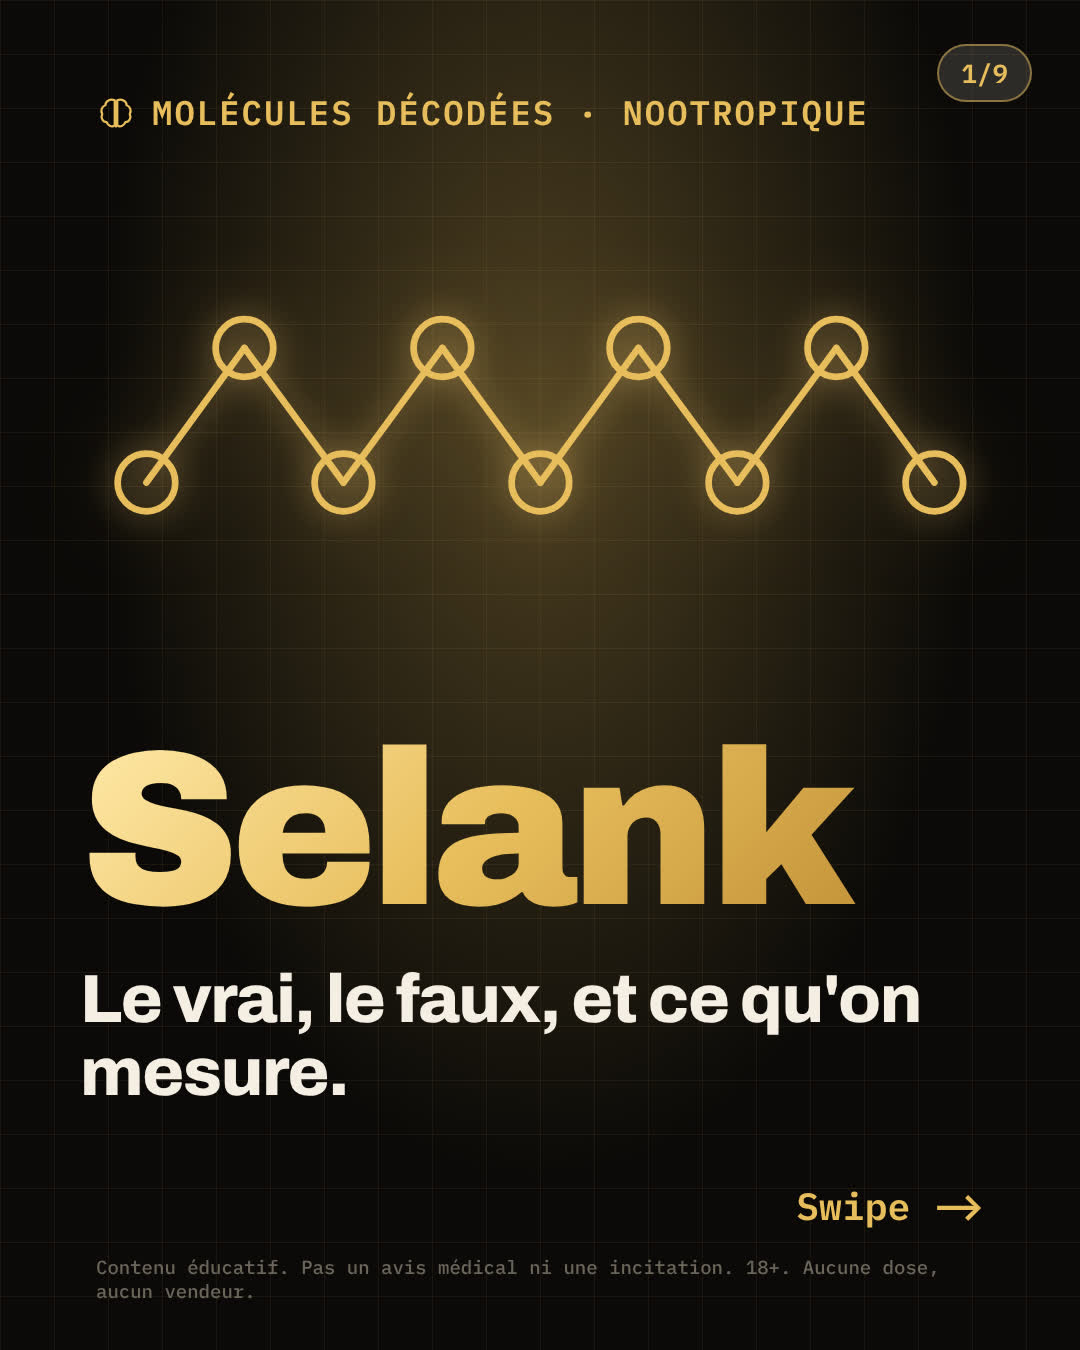 1/9
MOLÉCULES DÉCODÉES · NOOTROPIQUE
Selank
Le vrai, le faux, et ce qu'on
mesure.
Swipe →
Contenu éducatif. Pas un avis médical ni une incitation. 18+. Aucune dose,
aucun vendeur.